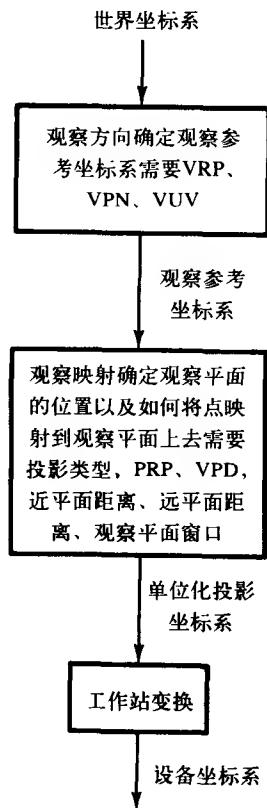 世界坐标系
观察方向确定观察参
考坐标系需要VRP、
VPN、VUV
观察参考
坐标系
观察映射确定观察平面
的位置以及如何将点映
射到观察平面上去需要
投影类型，PRP、VPD，
近平面距离、远平面距
离、观察平面窗口
单位化投影
坐标系
工作站变换
设备坐标系